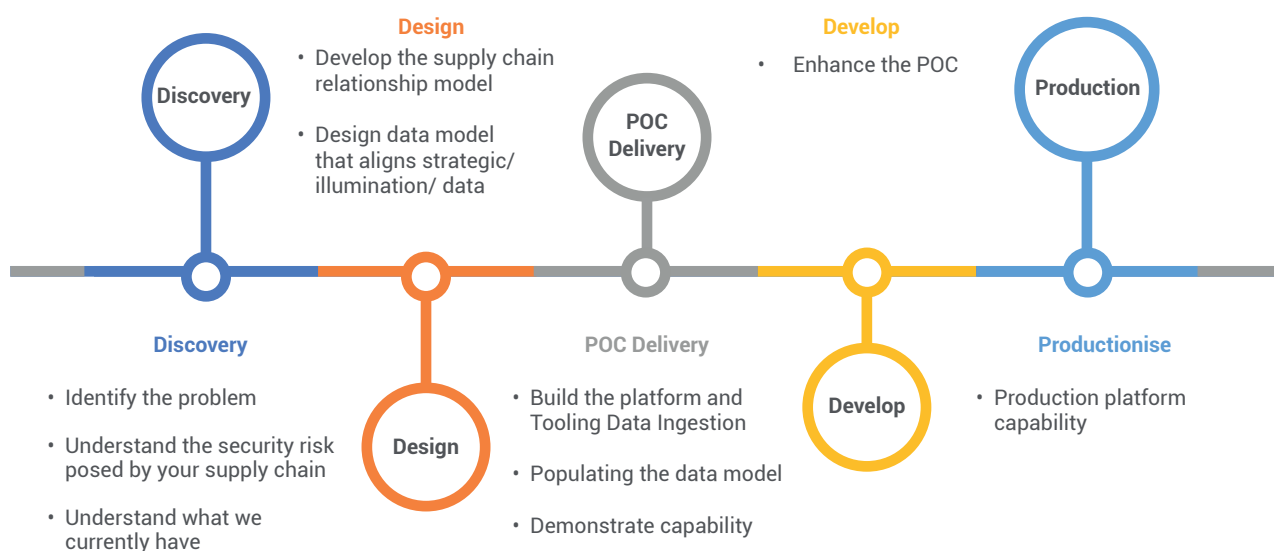 Discovery
Design
• Develop the supply chain
relationship model
• Design data model
that aligns strategic/
illumination/ data
POC
Delivery
Develop
• Enhance the POC
Production
Discovery
• Identify the problem
• Understand the security risk
posed by your supply chain
• Understand what we
currently have
Design
POC Delivery
• Build the platform and
Tooling Data Ingestion
• Populating the data model
• Demonstrate capability
Develop
Productionise
• Production platform
capability